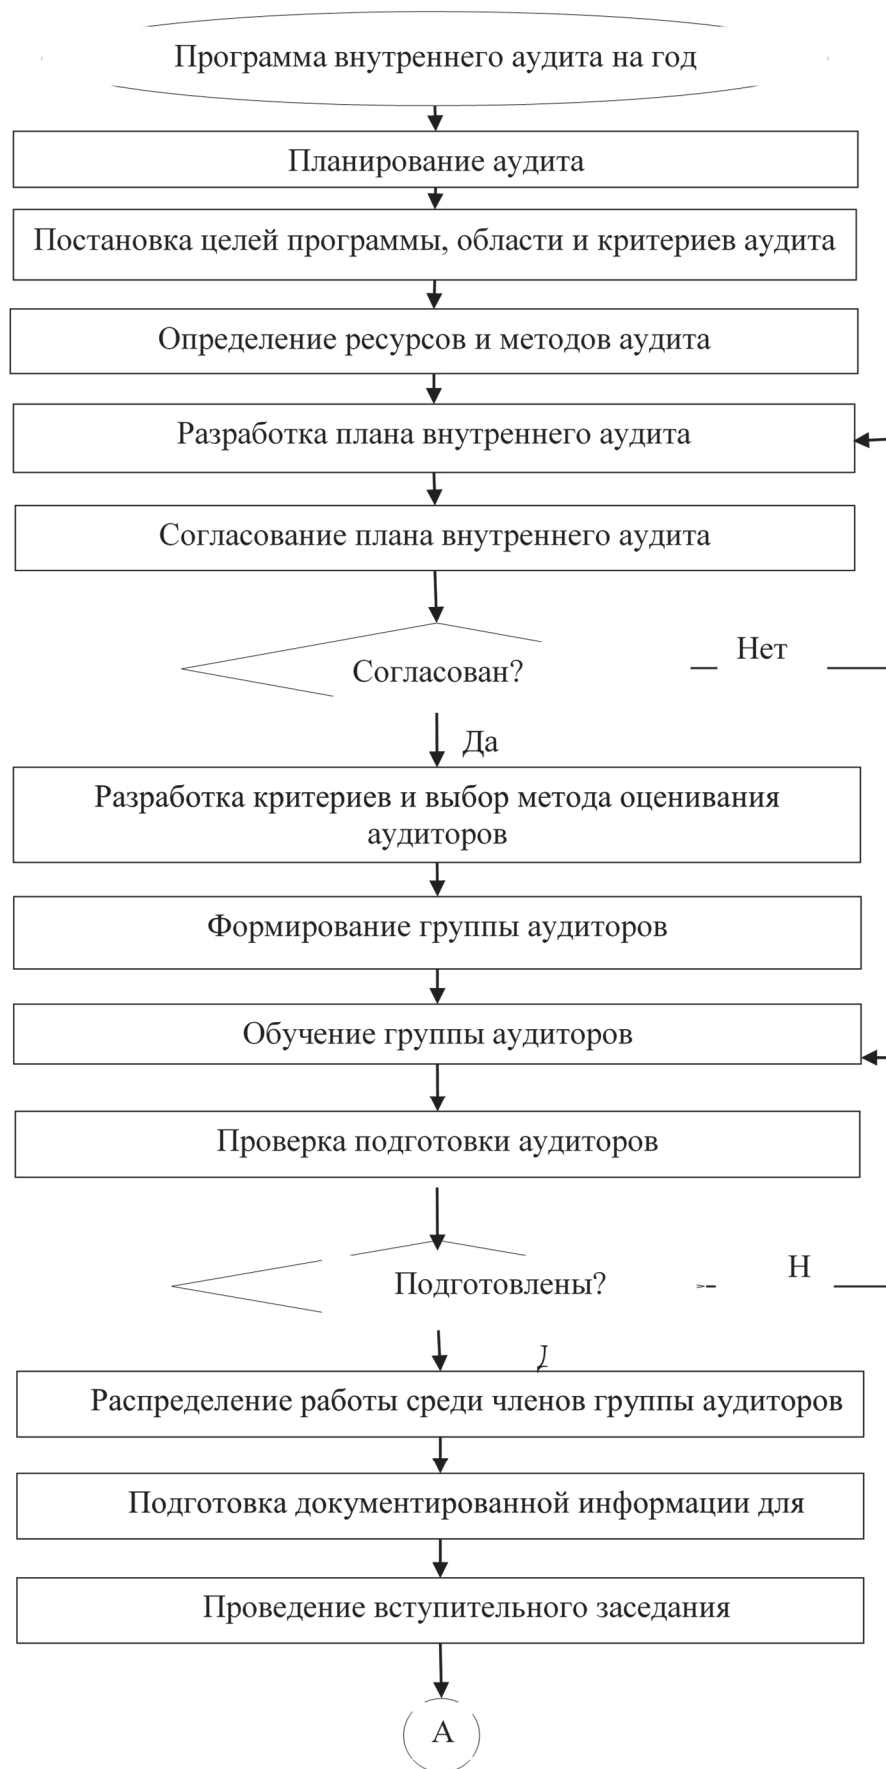 Программа внутреннего аудита на год
Планирование аудита
Постановка целей программы, области и критериев аудита
Определение ресурсов и методов аудита
Разработка плана внутреннего аудита
Согласование плана внутреннего аудита
Согласован?
Нет
Да
Разработка критериев и выбор метода оценивания
аудиторов
Формирование группы аудиторов
Обучение группы аудиторов
Проверка подготовки аудиторов
Подготовлены?
Н
Распределение работы среди членов группы аудиторов
Подготовка документированной информации для
Проведение вступительного заседания
А